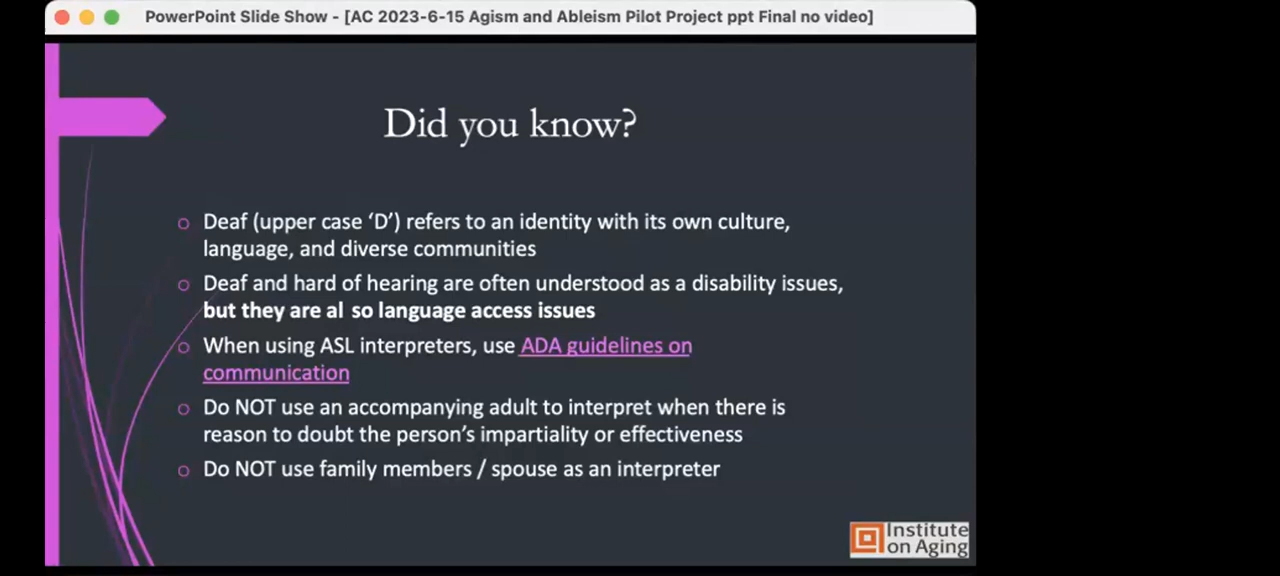 PowerPoint Slide Show - [AC 2023-6-15 Agism and Ableism Pilot Project ppt Final no video]
Did you know?
Deaf (upper case ‘D’) refers to an identity with its own culture,
language, and diverse communities
Deaf and hard of hearing are often understood as a disability issues,
but they are al so language access issues
When using ASL interpreters, use ADA guidelines on
communication
Do NOT use an accompanying adult to interpret when there is
reason to doubt the person’s impartiality or effectiveness
Do NOT use family members / spouse as an interpreter
Institute
on Aging